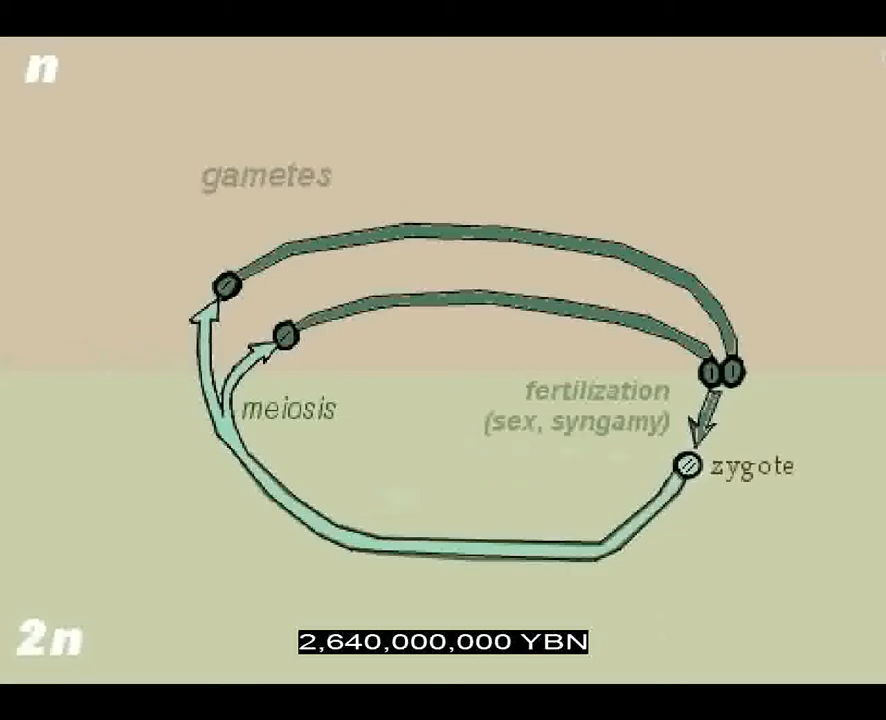 n
gametes
meiosis
fertilization
(sex, syngamy)
zygote
2n
2,640,000,000 YBN